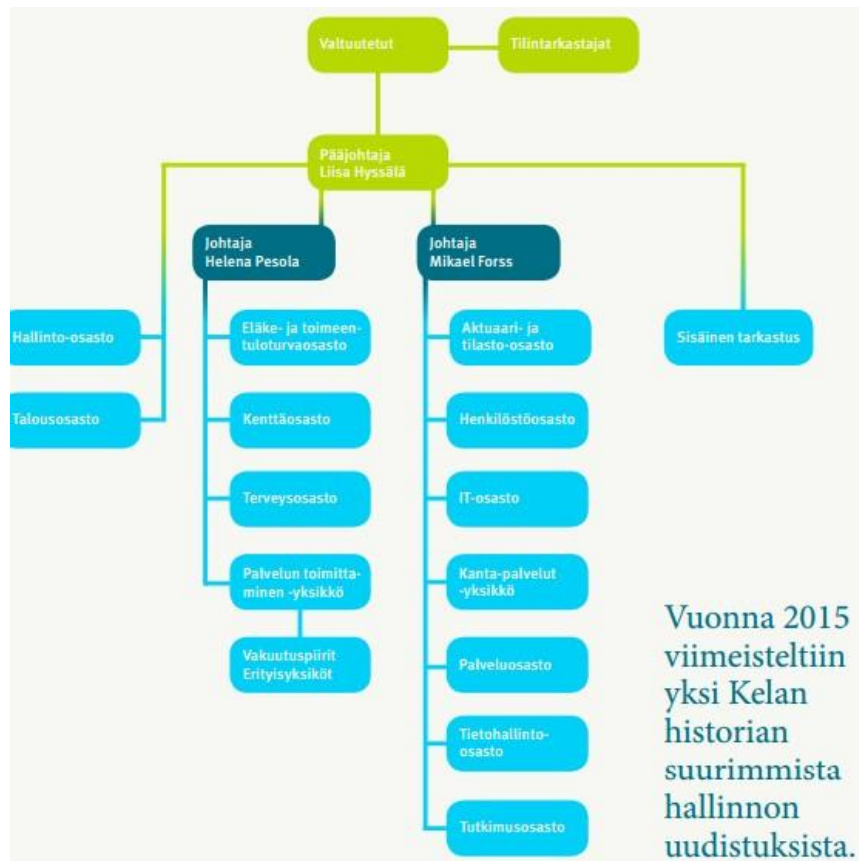 Valtuutetut
Tilintarkastajat
Pääjohtaja
Liisa Hyssälä
Johtaja
Helena Pesola
Johtaja
Mikael Forss
Hallinto-osasto
Talousosasto
Eläke- ja toimeen-
tuloturvaosasto
Kenttäosasto
Terveysosasto
Palvelun toimitta-
minen -yksikkö
Vakuutuspiirit
Erityisyksiköt
Aktuaari- ja
tilasto-osasto
Henkilöstöosasto
IT-osasto
Kanta-palvelut
-yksikkö
Palveluosasto
Tietohallinto-
osasto
Tutkimusosasto
Sisäinen tarkastus
Vuonna 2015
viimeisteltiin
yksi Kelan
historian
suurimmista
hallinnon
uudistuksista.